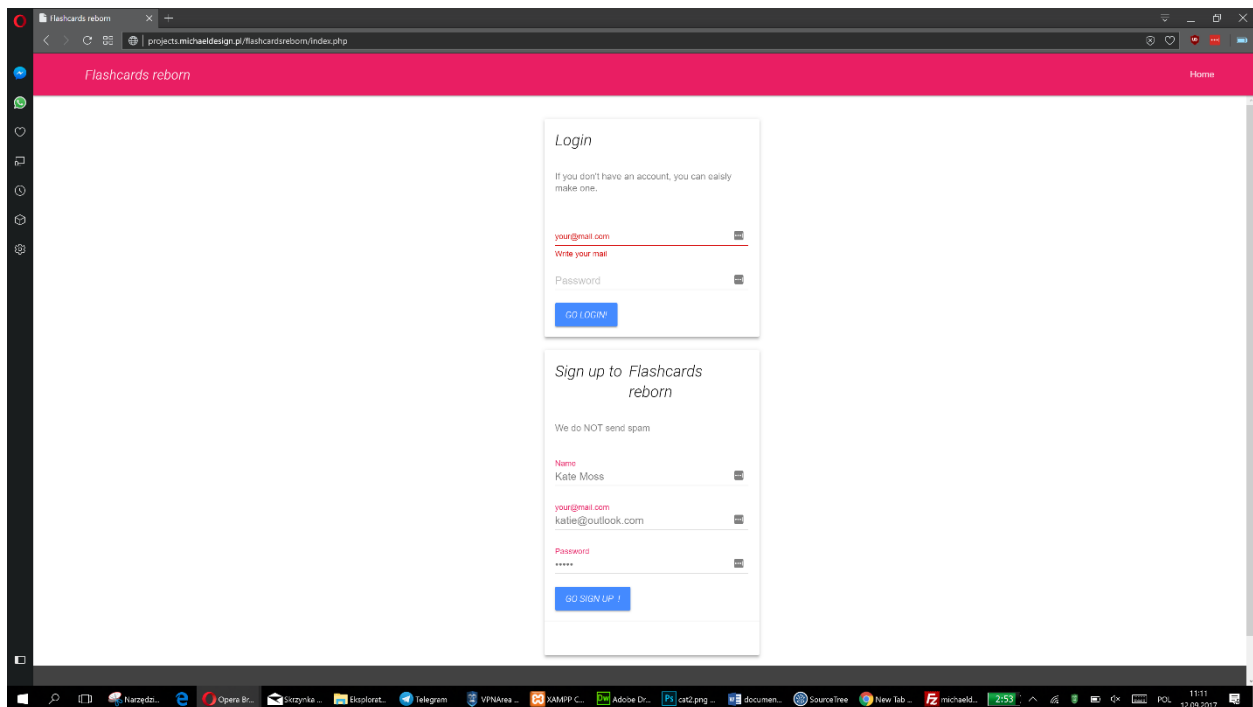 Flashcards reborn
projects.michaeldesign.pl/flashcardsreborn/index.php
Flashcards reborn
Home
Login
If you don't have an account, you can eaisly
make one.
your@mail.com
Write your mail
Password
GO LOGIN!
Sign up to Flashcards
reborn
We do NOT send spam
Name
Kate Moss
your@mail.com
katie@outlook.com
Password
•••••
GO SIGN UP !
Narzędzi... Opera Br... Skrzynka ... Eksplorat... Telegram VPNArea ... XAMPP C... Adobe Dr... cat2.png ... documen... SourceTree New Tab ... michaeld... 2:53 POL 11:11
12.09.2017